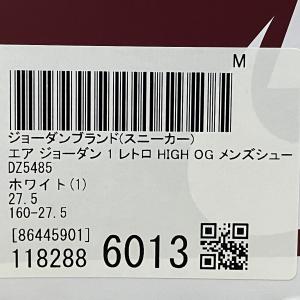 M
ジョーダンブランド(スニーカー)
エア ジョーダン 1 レトロ HIGH OG メンズシュー
DZ5485
ホワイト(1)
27.5
160-27.5
[86445901]
118288 6013